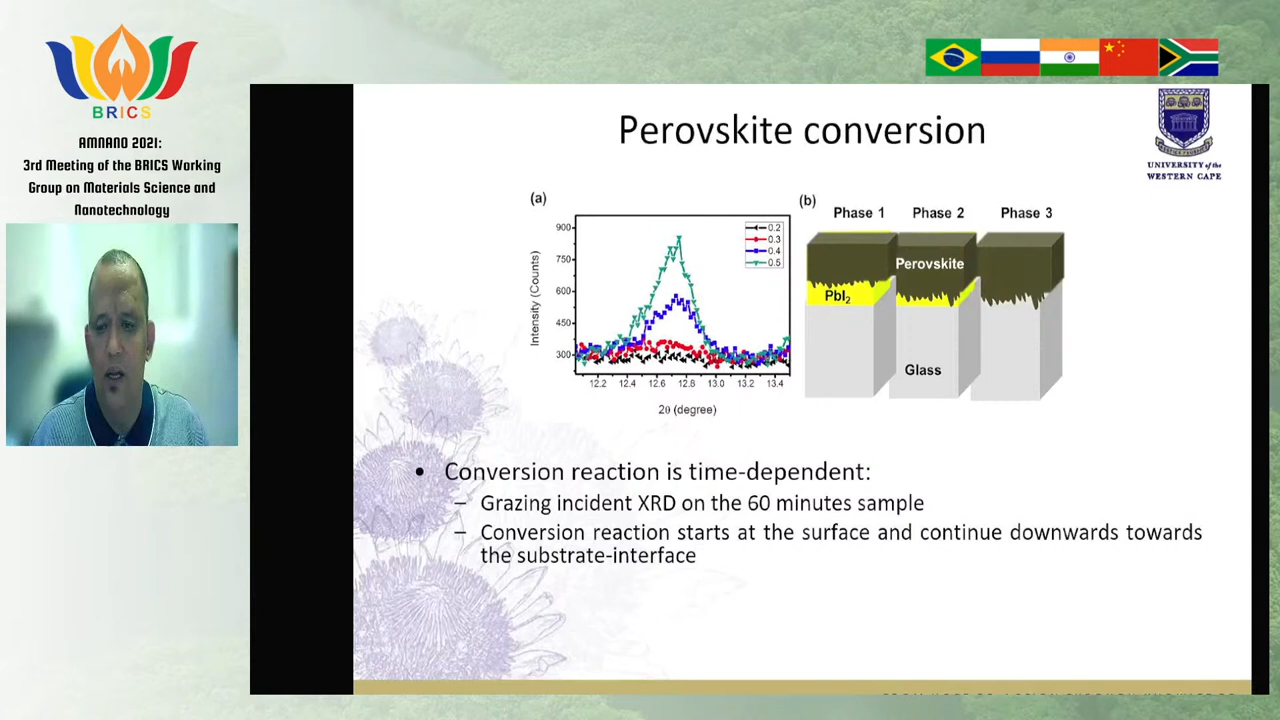 BRICS
AMNANO 2021:
3rd Meeting of the BRICS Working
Group on Materials Science and
Nanotechnology
Perovskite conversion
UNIVERSITY of the
WESTERN CAPE
(a)
900
750
600
450
300
Intensity (Counts)
0.2
0.3
0.4
0.5
12.2 12.4 12.6 12.8 13.0 13.2 13.4
2θ (degree)
(b)
Phase 1 Phase 2 Phase 3
Perovskite
PbI2
Glass
• Conversion reaction is time-dependent:
– Grazing incident XRD on the 60 minutes sample
– Conversion reaction starts at the surface and continue downwards towards
the substrate-interface